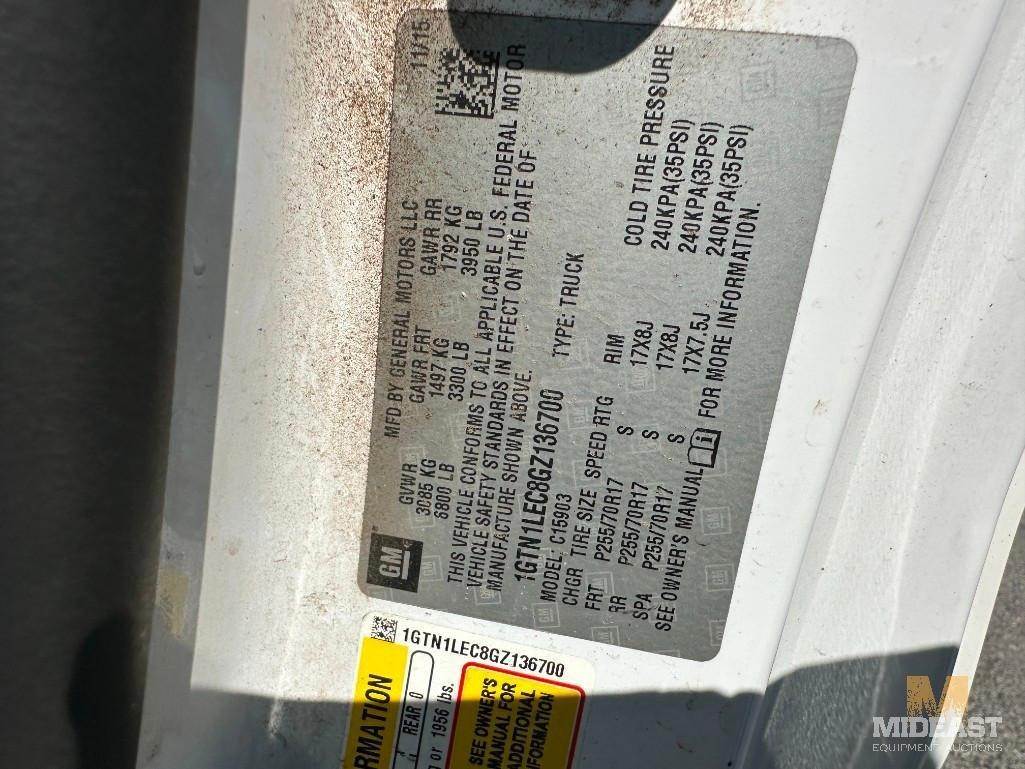 MFD BY GENERAL MOTORS LLC 11/15
GM
GVWR GAWR FRT GAWR RR
3085 KG 1497 KG 1792 KG
6800 LB 3300 LB 3950 LB
THIS VEHICLE CONFORMS TO ALL APPLICABLE U.S. FEDERAL MOTOR
VEHICLE SAFETY STANDARDS IN EFFECT ON THE DATE OF
MANUFACTURE SHOWN ABOVE.
1GTN1LEC8GZ136700 TYPE: TRUCK
MODEL: C15903
CHGR TIRE SIZE SPEED RTG RIM COLD TIRE PRESSURE
FRT P255/70R17 S 17X8J 240KPA(35PSI)
RR P255/70R17 S 17X8J 240KPA(35PSI)
SPA P255/70R17 S 17X7.5J 240KPA(35PSI)
SEE OWNER'S MANUAL FOR MORE INFORMATION.
1GTN1LEC8GZ136700
REAR 0
or 1956 lbs.
SEE OWNER'S
MANUAL FOR
ADDITIONAL
INFORMATION
MIDEAST
EQUIPMENT AUCTIONS